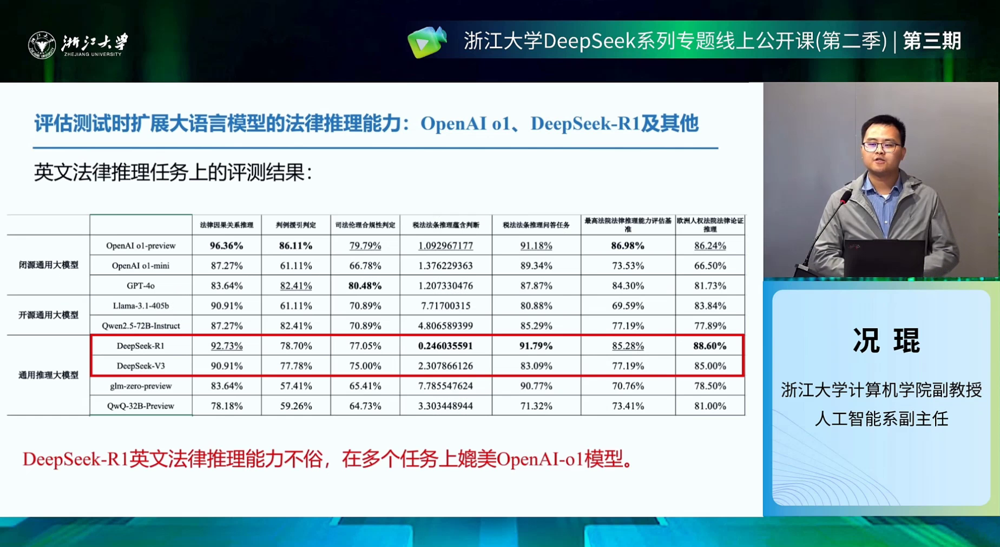 浙江大学
ZHEJIANG UNIVERSITY
浙江大学DeepSeek系列专题线上公开课(第二季) | 第三期
评估测试时扩展大语言模型的法律推理能力：OpenAI o1、DeepSeek-R1及其他
英文法律推理任务上的评测结果：
法律因果关系推理 判例援引判定 司法伦理合规性判定 税法法条推理蕴含判断 税法法条推理问答任务 最高法院法律推理能力评估基准 欧洲人权法院法律论证推理
闭源通用大模型
OpenAI o1-preview 96.36% 86.11% 79.79% 1.092967177 91.18% 86.98% 86.24%
OpenAI o1-mini 87.27% 61.11% 66.78% 1.376229363 89.34% 73.53% 66.50%
GPT-4o 83.64% 82.41% 80.48% 1.207330476 87.87% 84.30% 81.73%
开源通用大模型
Llama-3.1-405b 90.91% 61.11% 70.89% 7.71700315 80.88% 69.59% 83.84%
Qwen2.5-72B-Instruct 87.27% 82.41% 70.89% 4.806589399 85.29% 77.19% 77.89%
通用推理大模型
DeepSeek-R1 92.73% 78.70% 77.05% 0.246035591 91.79% 85.28% 88.60%
DeepSeek-V3 90.91% 77.78% 75.00% 2.307866126 83.09% 77.19% 85.00%
glm-zero-preview 83.64% 57.41% 65.41% 7.785547624 90.77% 70.76% 78.50%
QwQ-32B-Preview 78.18% 59.26% 64.73% 3.303448944 71.32% 73.41% 81.00%
DeepSeek-R1英文法律推理能力不俗，在多个任务上媲美OpenAI-o1模型。
况 琨
浙江大学计算机学院副教授
人工智能系副主任